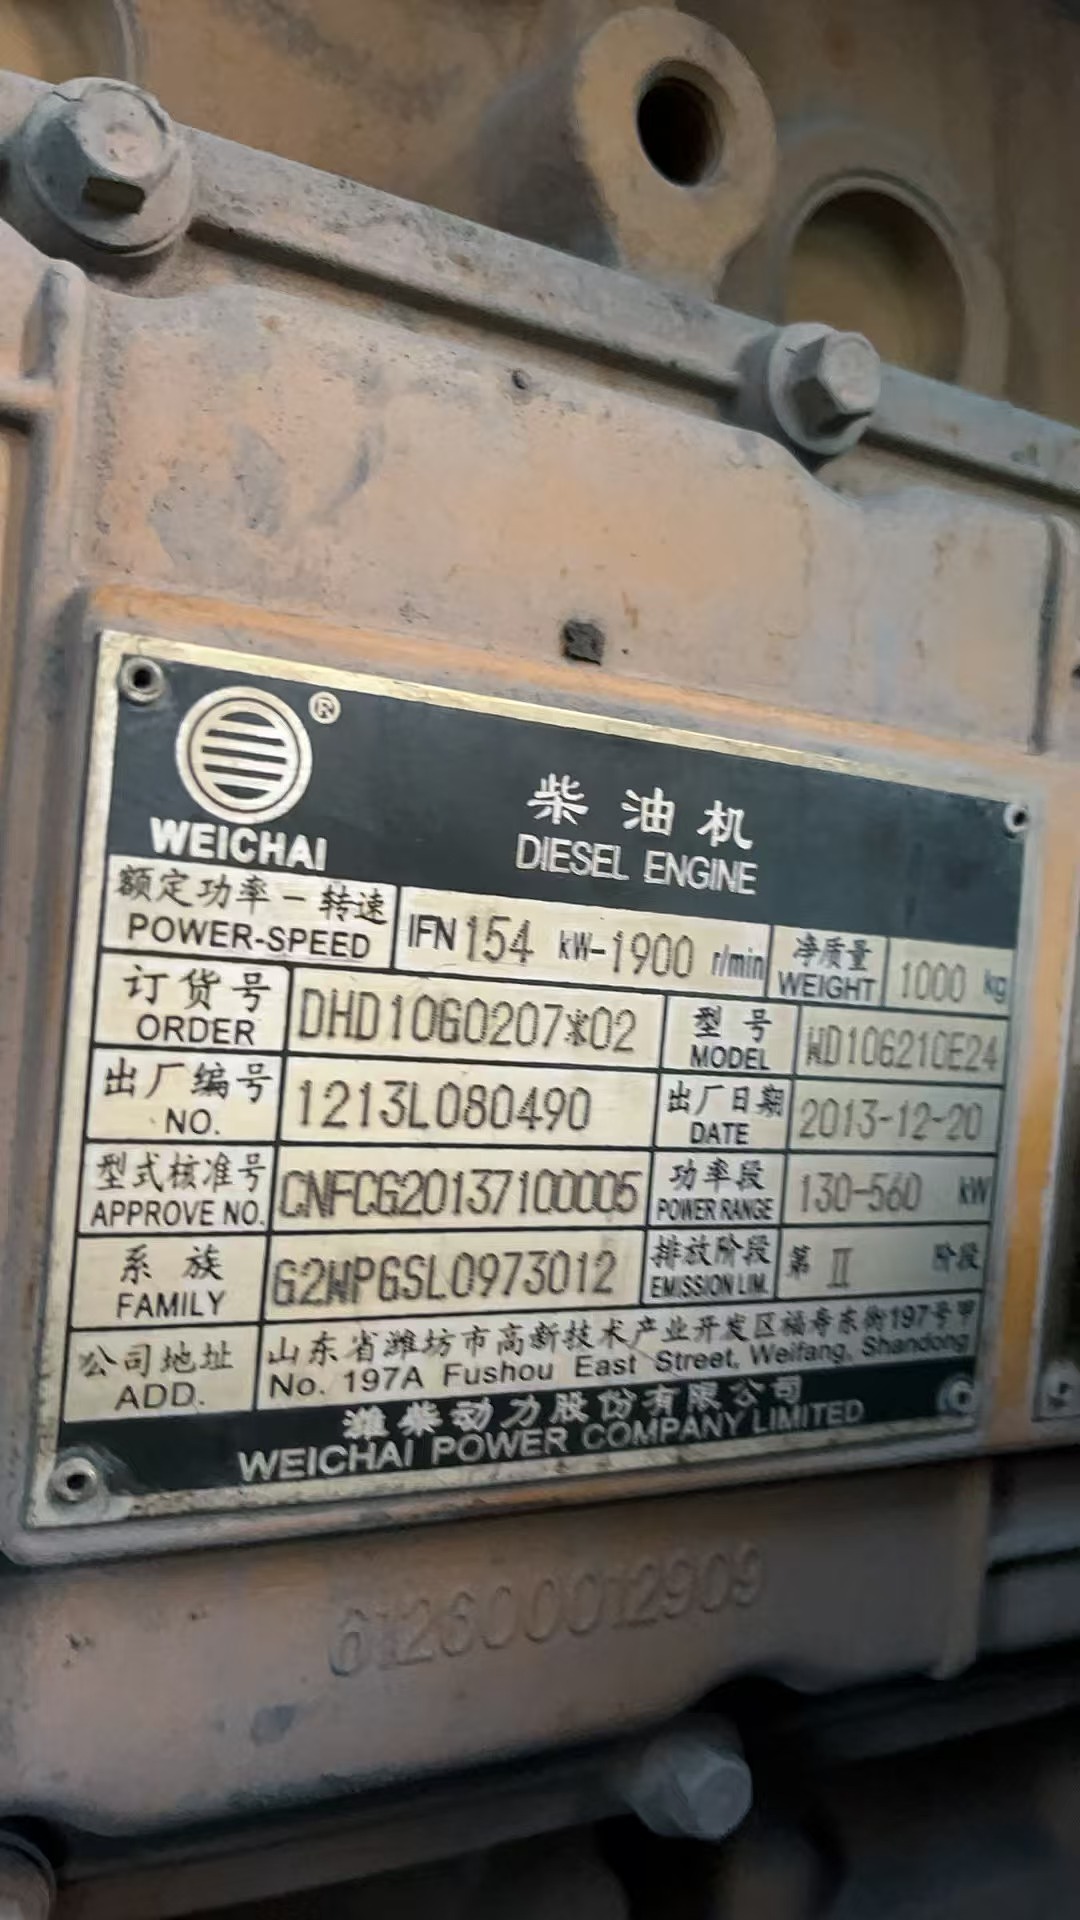 ®
WEICHAI
柴油机
DIESEL ENGINE
额定功率-转速
POWER-SPEED
IFN 154 kW-1900 r/min
净质量
WEIGHT
1000 kg
订货号
ORDER
DHD10G0207*02
型号
MODEL
WD10G210E24
出厂编号
NO.
1213L080490
出厂日期
DATE
2013-12-20
型式核准号
APPROVE NO.
CNFCG20137100005
功率段
POWER RANGE
130-560 kW
系族
FAMILY
G2WPGSL0973012
排放阶段
EMISSION LIM.
第 II 阶段
公司地址
ADD.
山东省潍坊市高新技术产业开发区福寿东街197号甲
No. 197A Fushou East Street, Weifang, Shandong
潍柴动力股份有限公司
WEICHAI POWER COMPANY LIMITED
612600012909